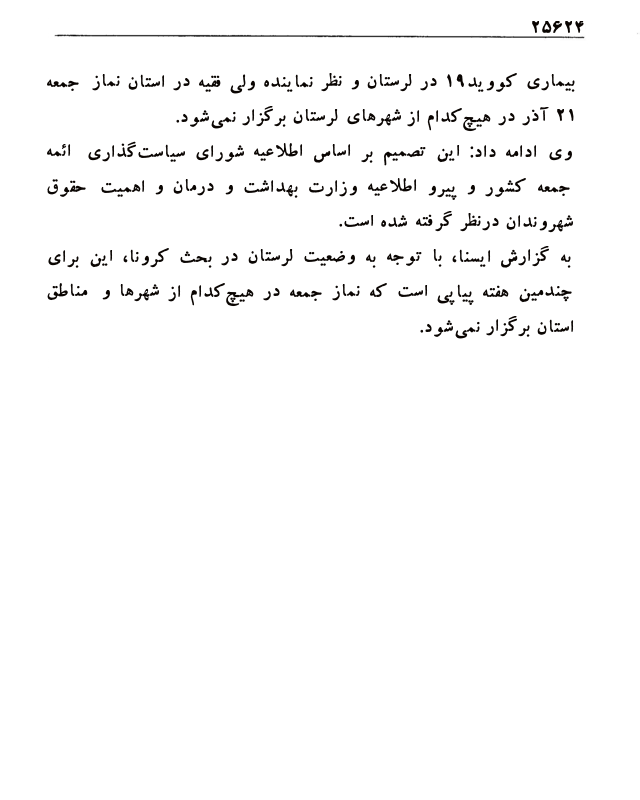 ۲۵۶۲۴
بیماری کووید۱۹ در لرستان و نظر نماینده ولی فقیه در استان نماز جمعه
۲۱ آذر در هیچ‌کدام از شهرهای لرستان برگزار نمی‌شود.
وی ادامه داد: این تصمیم بر اساس اطلاعیه شورای سیاست‌گذاری ائمه
جمعه کشور و پیرو اطلاعیه وزارت بهداشت و درمان و اهمیت حقوق
شهروندان درنظر گرفته شده است.
به گزارش ایسنا، با توجه به وضعیت لرستان در بحث کرونا، این برای
چندمین هفته پیاپی است که نماز جمعه در هیچ‌کدام از شهرها و مناطق
استان برگزار نمی‌شود.